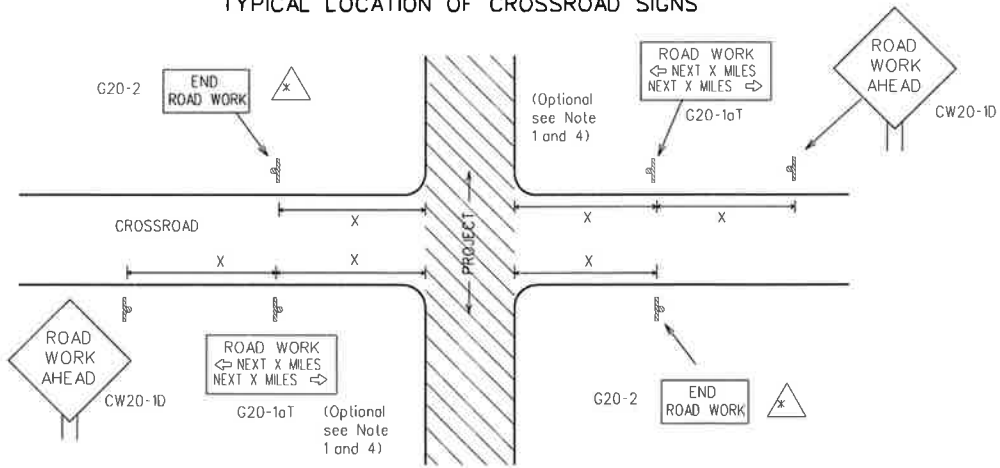 TYPICAL LOCATION OF CROSSROAD SIGNS
G20-2
END
ROAD WORK
*
(Optional
see Note
1 and 4)
ROAD WORK
⇦ NEXT X MILES
NEXT X MILES ⇨
G20-1aT
ROAD
WORK
AHEAD
CW20-1D
CROSSROAD
X
X
X
PROJECT
X
X
X
ROAD
WORK
AHEAD
CW20-1D
ROAD WORK
⇦ NEXT X MILES
NEXT X MILES ⇨
G20-1aT
(Optional
see Note
1 and 4)
G20-2
END
ROAD WORK
*